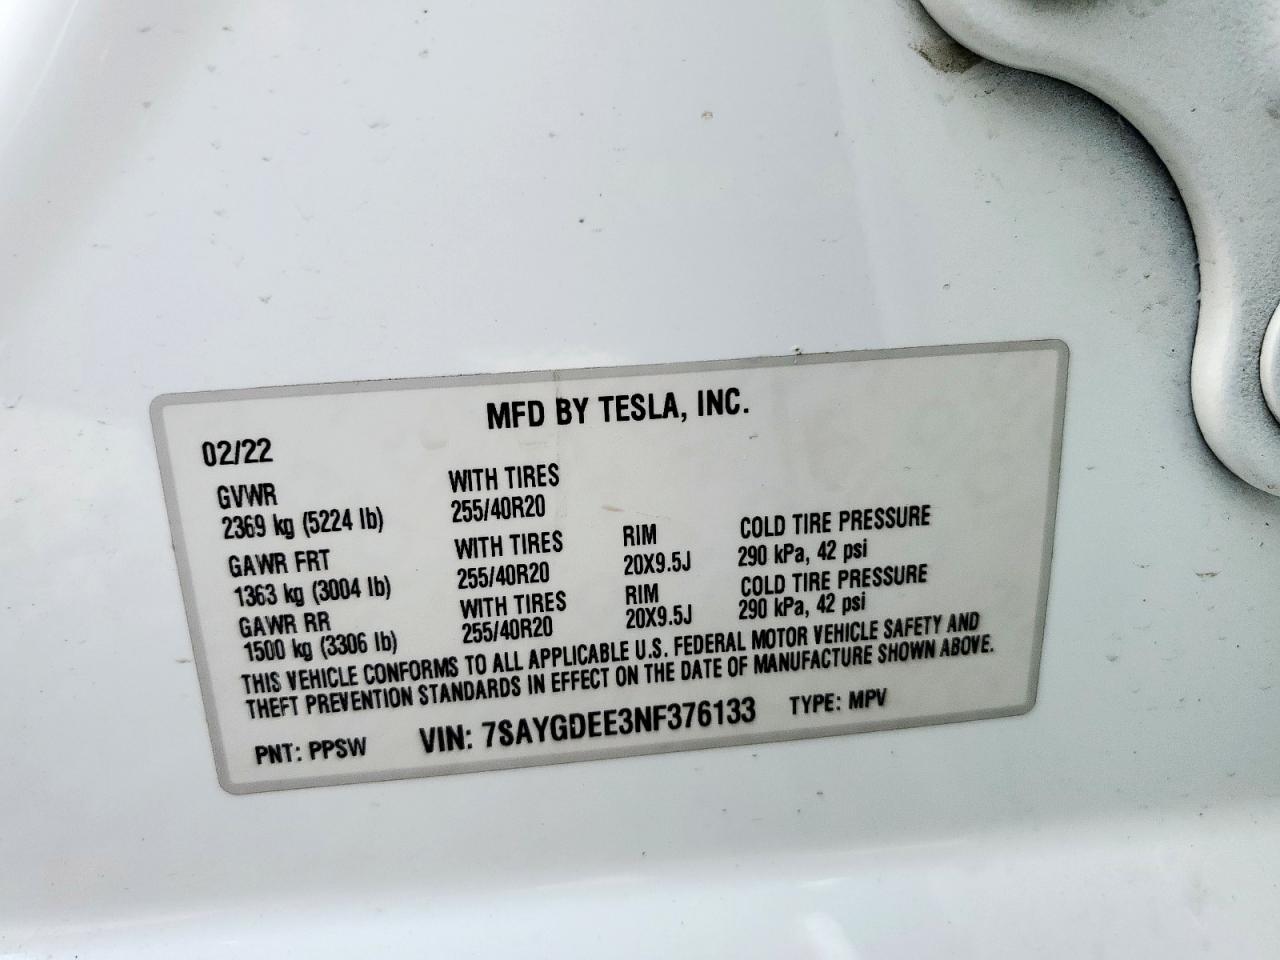 MFD BY TESLA, INC.
02/22
GVWR WITH TIRES
2369 kg (5224 lb) 255/40R20
GAWR FRT WITH TIRES RIM COLD TIRE PRESSURE
1363 kg (3004 lb) 255/40R20 20X9.5J 290 kPa, 42 psi
GAWR RR WITH TIRES RIM COLD TIRE PRESSURE
1500 kg (3306 lb) 255/40R20 20X9.5J 290 kPa, 42 psi
THIS VEHICLE CONFORMS TO ALL APPLICABLE U.S. FEDERAL MOTOR VEHICLE SAFETY AND
THEFT PREVENTION STANDARDS IN EFFECT ON THE DATE OF MANUFACTURE SHOWN ABOVE.
PNT: PPSW VIN: 7SAYGDEE3NF376133 TYPE: MPV